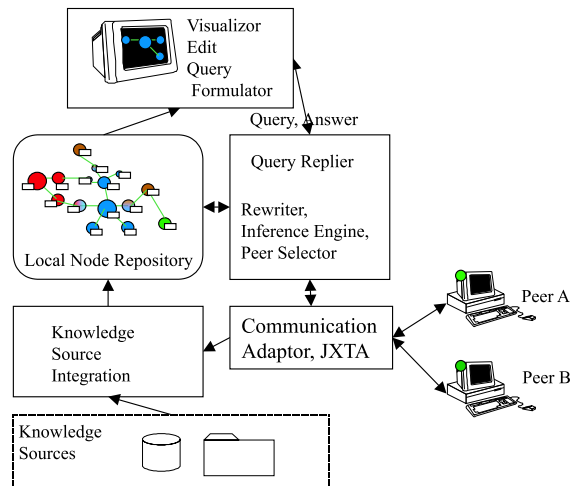 Visualizor
Edit
Query
Formulator
Query, Answer
Query Replier
Rewriter,
Inference Engine,
Peer Selector
Local Node Repository
Knowledge
Source
Integration
Communication
Adaptor, JXTA
Peer A
Peer B
Knowledge
Sources